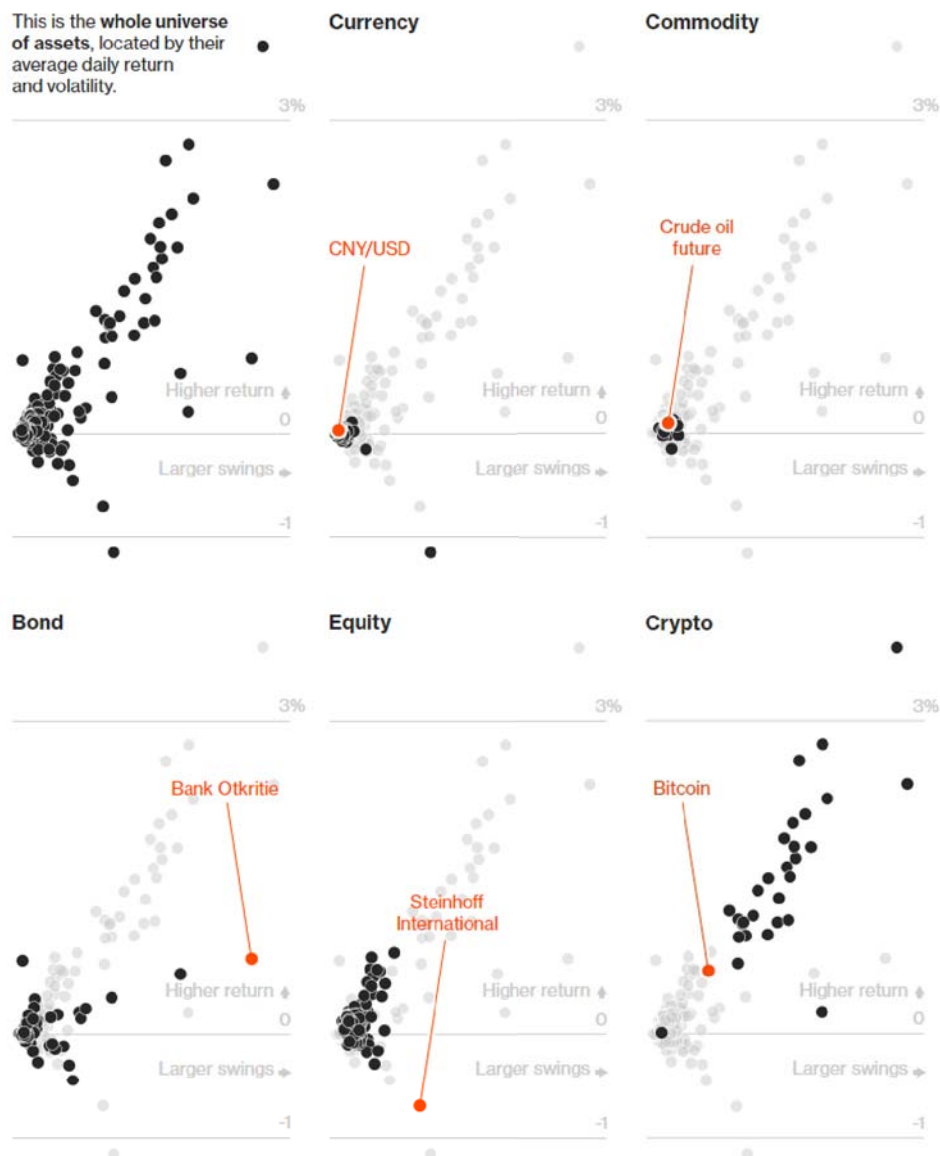 This is the whole universe
of assets, located by their
average daily return
and volatility.
3%
Higher return
0
Larger swings
-1
Currency
3%
CNY/USD
Higher return
0
Larger swings
-1
Commodity
3%
Crude oil
future
Higher return
0
Larger swings
-1
Bond
3%
Bank Otkritie
Higher return
0
Larger swings
-1
Equity
3%
Steinhoff
International
Higher return
0
Larger swings
-1
Crypto
3%
Bitcoin
Higher return
0
Larger swings
-1